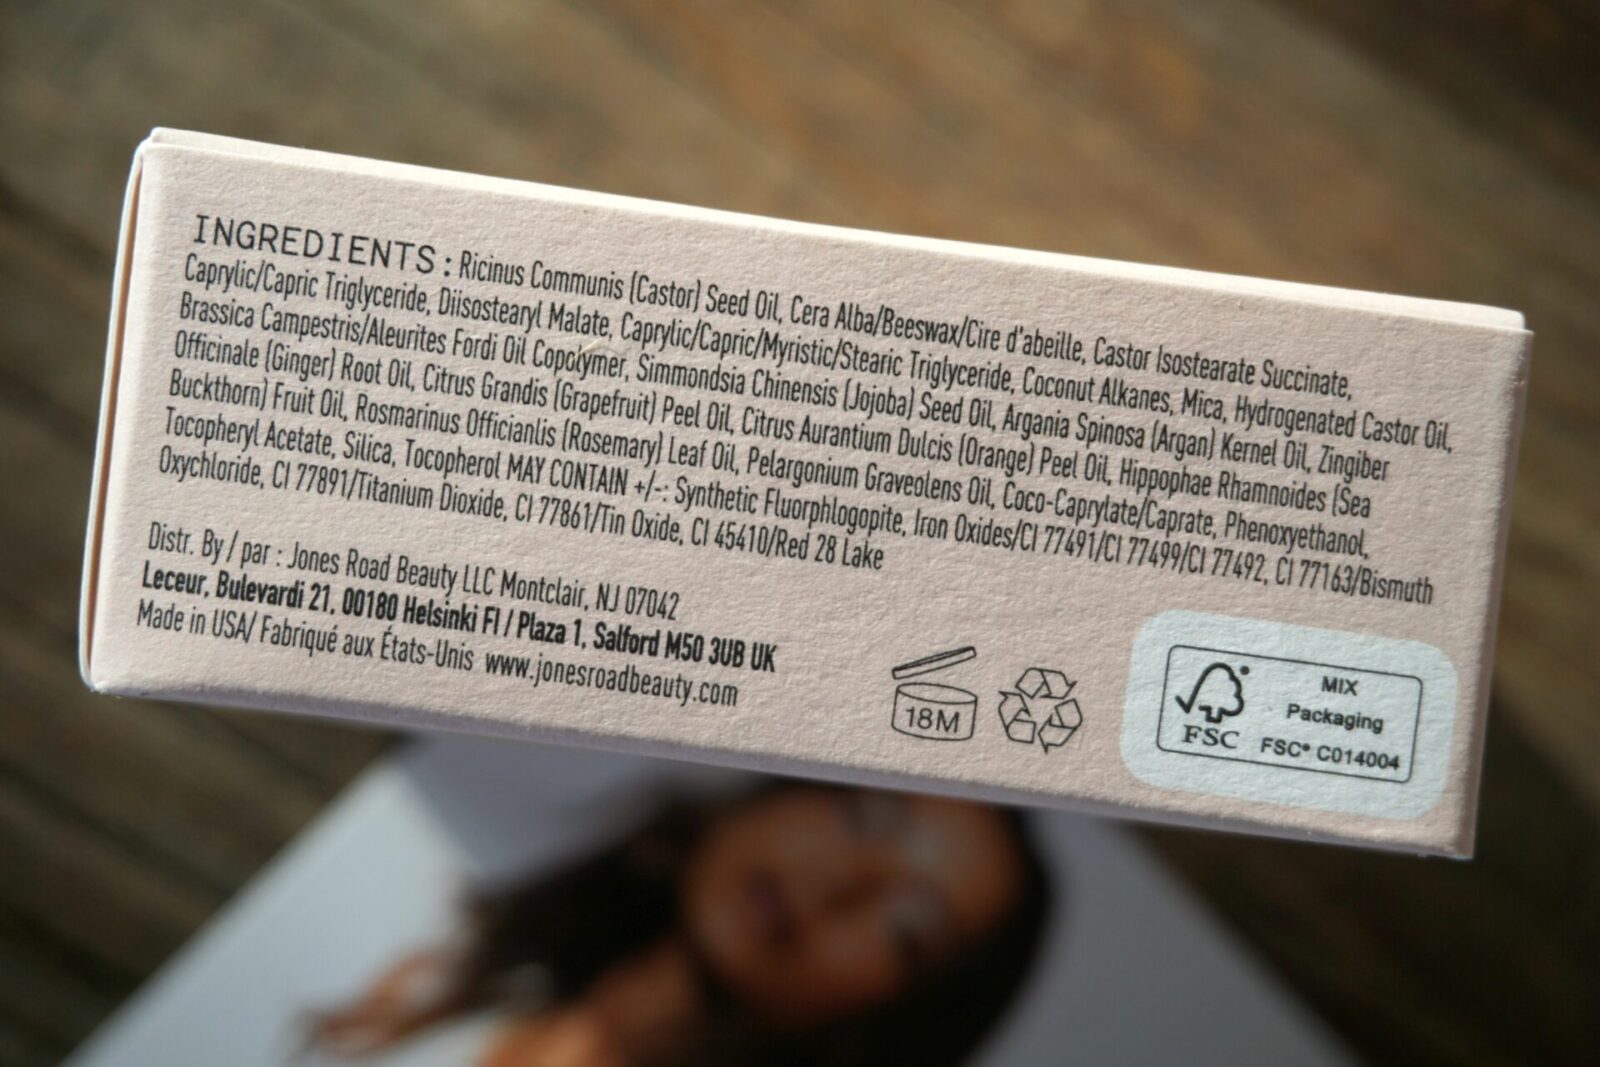 INGREDIENTS : Ricinus Communis (Castor) Seed Oil, Cera Alba/Beeswax/Cire d'abeille, Castor Isostearate Succinate,
Caprylic/Capric Triglyceride, Diisostearyl Malate, Caprylic/Capric/Myristic/Stearic Triglyceride, Coconut Alkanes, Mica, Hydrogenated Castor Oil,
Brassica Campestris/Aleurites Fordi Oil Copolymer, Simmondsia Chinensis (Jojoba) Seed Oil, Argania Spinosa (Argan) Kernel Oil, Zingiber
Officinale (Ginger) Root Oil, Citrus Grandis (Grapefruit) Peel Oil, Citrus Aurantium Dulcis (Orange) Peel Oil, Hippophae Rhamnoides (Sea
Buckthorn) Fruit Oil, Rosmarinus Officianlis (Rosemary) Leaf Oil, Pelargonium Graveolens Oil, Coco-Caprylate/Caprate, Phenoxyethanol,
Tocopheryl Acetate, Silica, Tocopherol MAY CONTAIN +/-: Synthetic Fluorphlogopite, Iron Oxides/CI 77491/CI 77499/CI 77492, CI 77163/Bismuth
Oxychloride, CI 77891/Titanium Dioxide, CI 77861/Tin Oxide, CI 45410/Red 28 Lake
Distr. By / par : Jones Road Beauty LLC Montclair, NJ 07042
Leceur, Bulevardi 21, 00180 Helsinki FI / Plaza 1, Salford M50 3UB UK
Made in USA/ Fabriqué aux États-Unis www.jonesroadbeauty.com
18M
FSC
MIX
Packaging
FSC® C014004